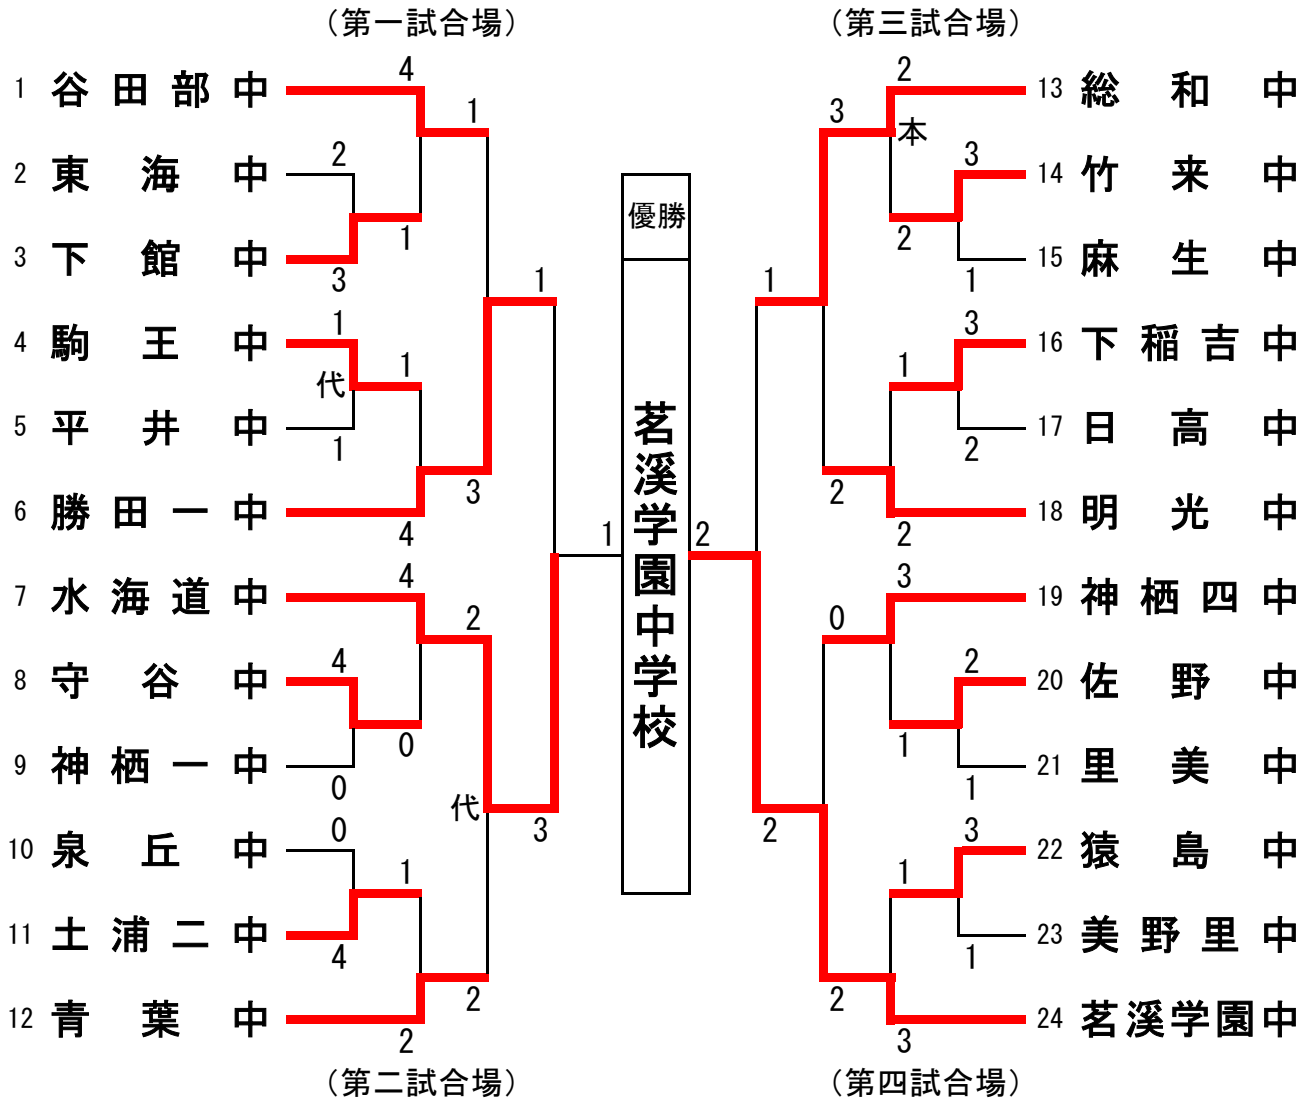 （第一試合場）
（第三試合場）
1 谷田部中
2 東海中
3 下館中
4 駒王中
5 平井中
6 勝田一中
7 水海道中
8 守谷中
9 神栖一中
10 泉丘中
11 土浦二中
12 青葉中
4
2
1
3
1
代
1
1
4
4
4
0
0
0
1
4
2
1
3
2
代
2
1
3
1
優勝
茗溪学園中学校
2
1
2
3
2
0
2
2
本
2
1
2
3
1
1
3
3
1
3
2
2
1
3
1
13 総和中
14 竹来中
15 麻生中
16 下稲吉中
17 日高中
18 明光中
19 神栖四中
20 佐野中
21 里美中
22 猿島中
23 美野里中
24 茗溪学園中
（第二試合場）
（第四試合場）